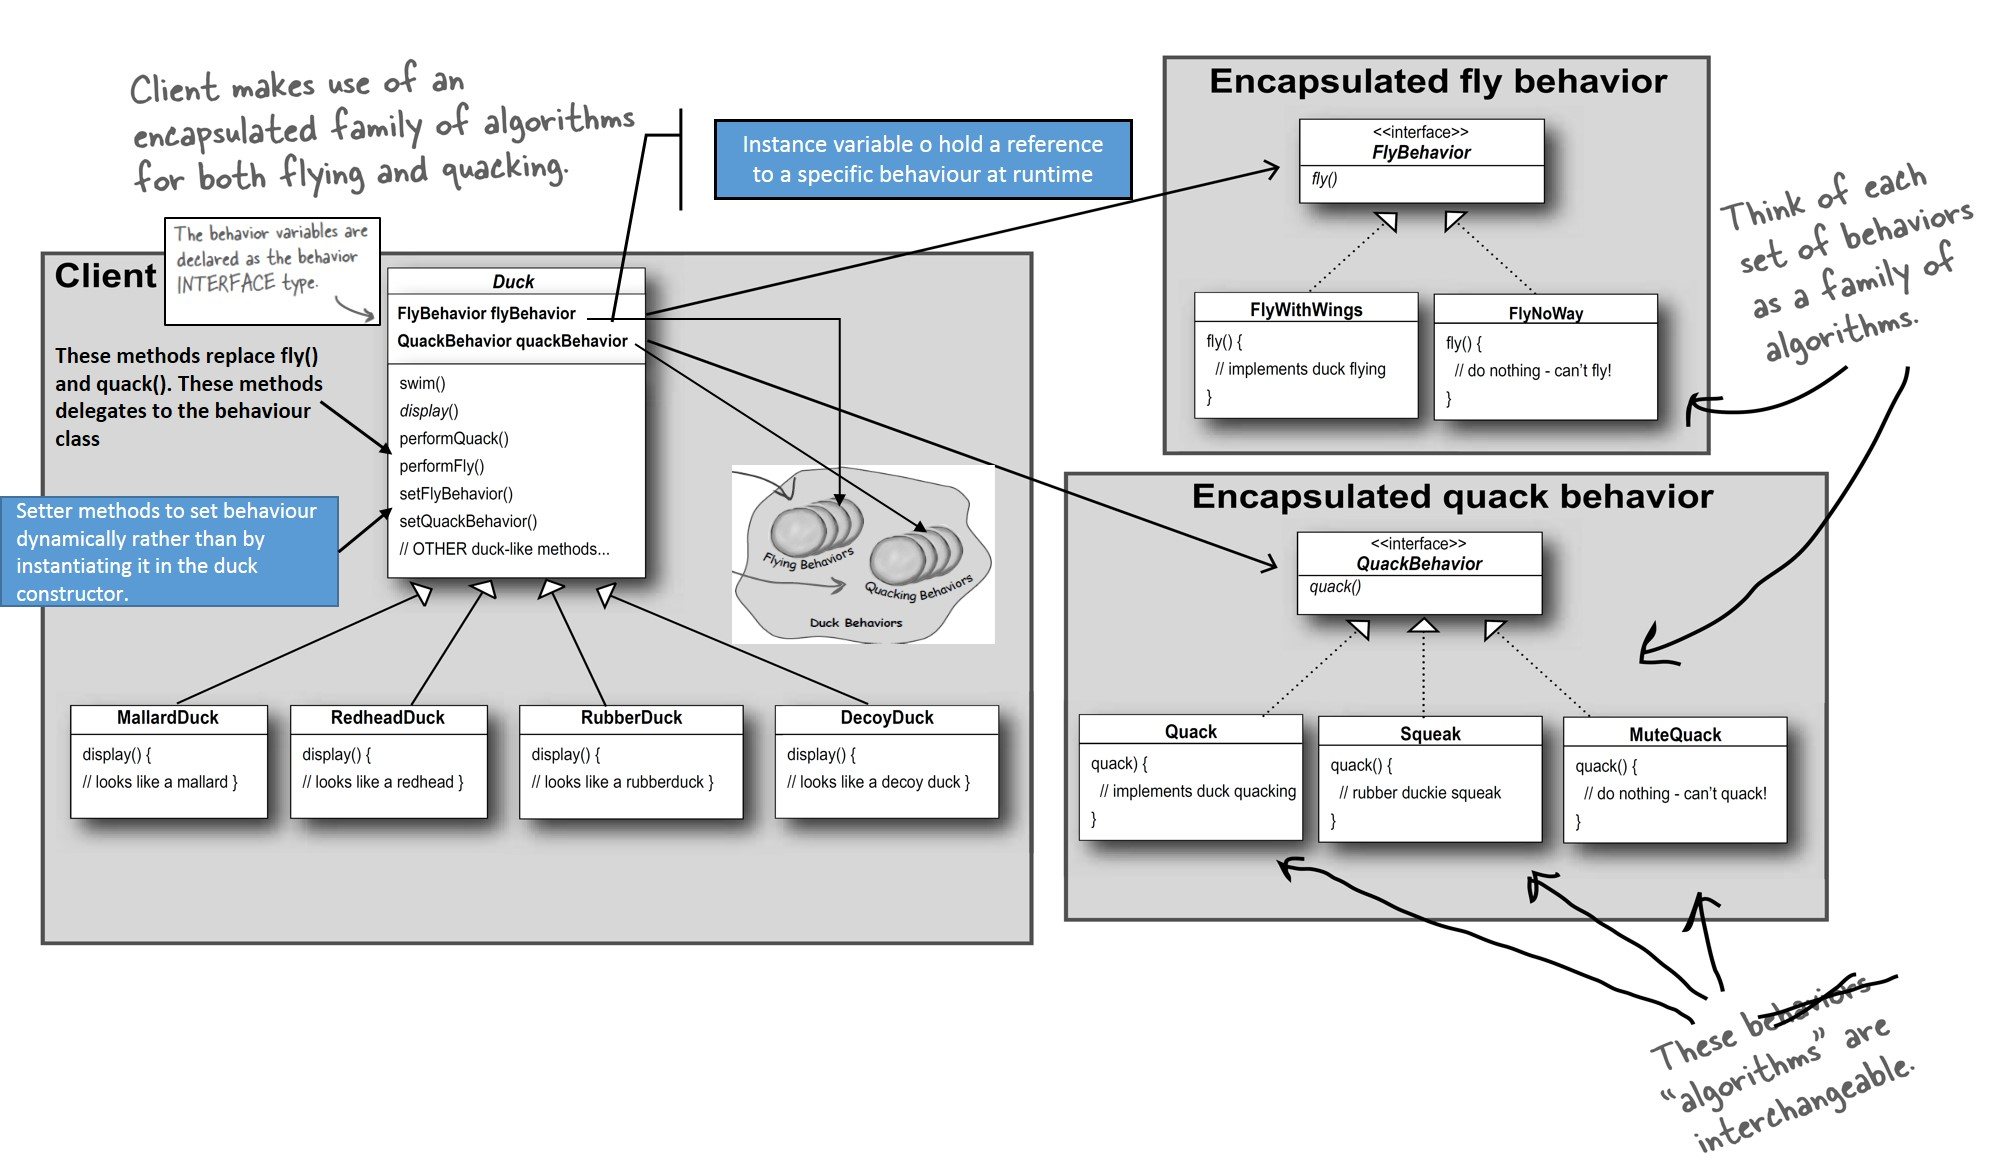 Client makes use of an
encapsulated family of algorithms
for both flying and quacking.
Instance variable o hold a reference
to a specific behaviour at runtime
Client
The behavior variables are
declared as the behavior
INTERFACE type.
These methods replace fly()
and quack(). These methods
delegates to the behaviour
class
Setter methods to set behaviour
dynamically rather than by
instantiating it in the duck
constructor.
Duck
FlyBehavior flyBehavior
QuackBehavior quackBehavior
swim()
display()
performQuack()
performFly()
setFlyBehavior()
setQuackBehavior()
// OTHER duck-like methods...
Flying Behaviors
Quacking Behaviors
Duck Behaviors
MallardDuck
display() {
// looks like a mallard }
RedheadDuck
display() {
// looks like a redhead }
RubberDuck
display() {
// looks like a rubberduck }
DecoyDuck
display() {
// looks like a decoy duck }
Encapsulated fly behavior
<<interface>>
FlyBehavior
fly()
FlyWithWings
fly() {
// implements duck flying
}
FlyNoWay
fly() {
// do nothing - can't fly!
}
Think of each
set of behaviors
as a family of
algorithms.
Encapsulated quack behavior
<<interface>>
QuackBehavior
quack()
Quack
quack) {
// implements duck quacking
}
Squeak
quack() {
// rubber duckie squeak
}
MuteQuack
quack() {
// do nothing - can't quack!
}
These behaviors
“algorithms” are
interchangeable.